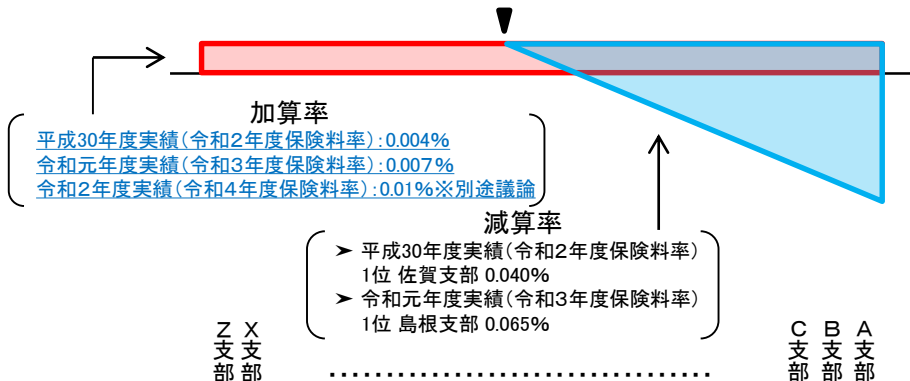 加算率
平成30年度実績(令和2年度保険料率):0.004%
令和元年度実績(令和3年度保険料率):0.007%
令和2年度実績(令和4年度保険料率):0.01%※別途議論
減算率
➤ 平成30年度実績(令和2年度保険料率)
1位 佐賀支部 0.040%
➤ 令和元年度実績(令和3年度保険料率)
1位 島根支部 0.065%
Z支部
X支部
………………………………
C支部
B支部
A支部